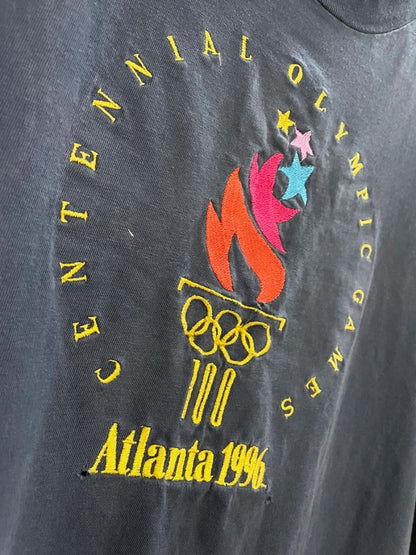 CENTENNIAL OLYMPIC GAMES
100
Atlanta 1996